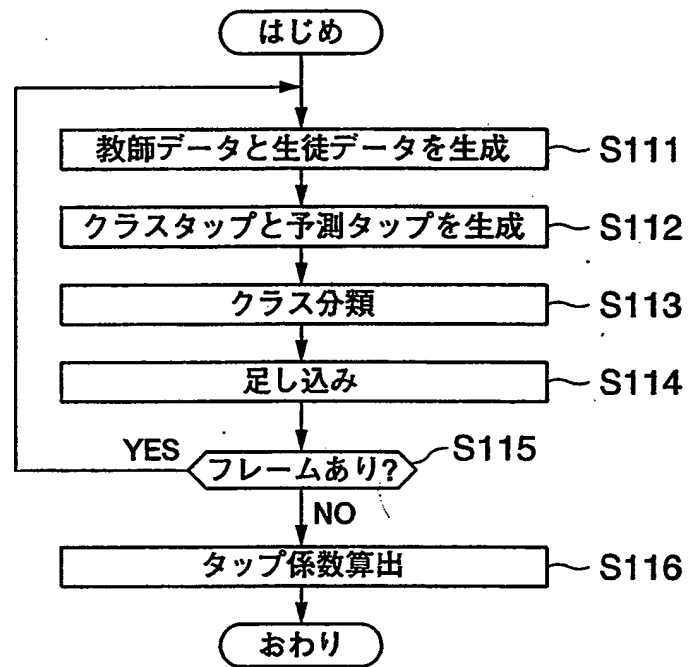 はじめ
教師データと生徒データを生成 S111
クラスタップと予測タップを生成 S112
クラス分類 S113
足し込み S114
YES フレームあり? S115
NO
タップ係数算出 S116
おわり